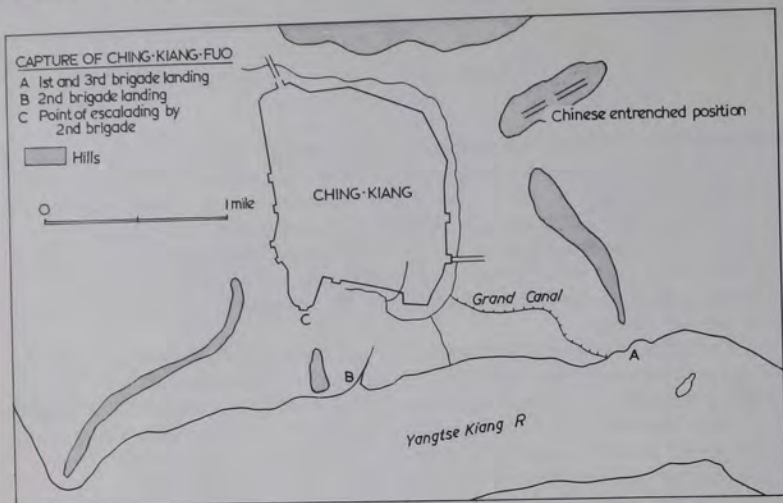 CAPTURE OF CHING·KIANG·FUO
A 1st and 3rd brigade landing
B 2nd brigade landing
C Point of escalading by
2nd brigade
Hills
O 1 mile
Chinese entrenched position
CHING·KIANG
Grand Canal
C
A
B
Yangtse Kiang R